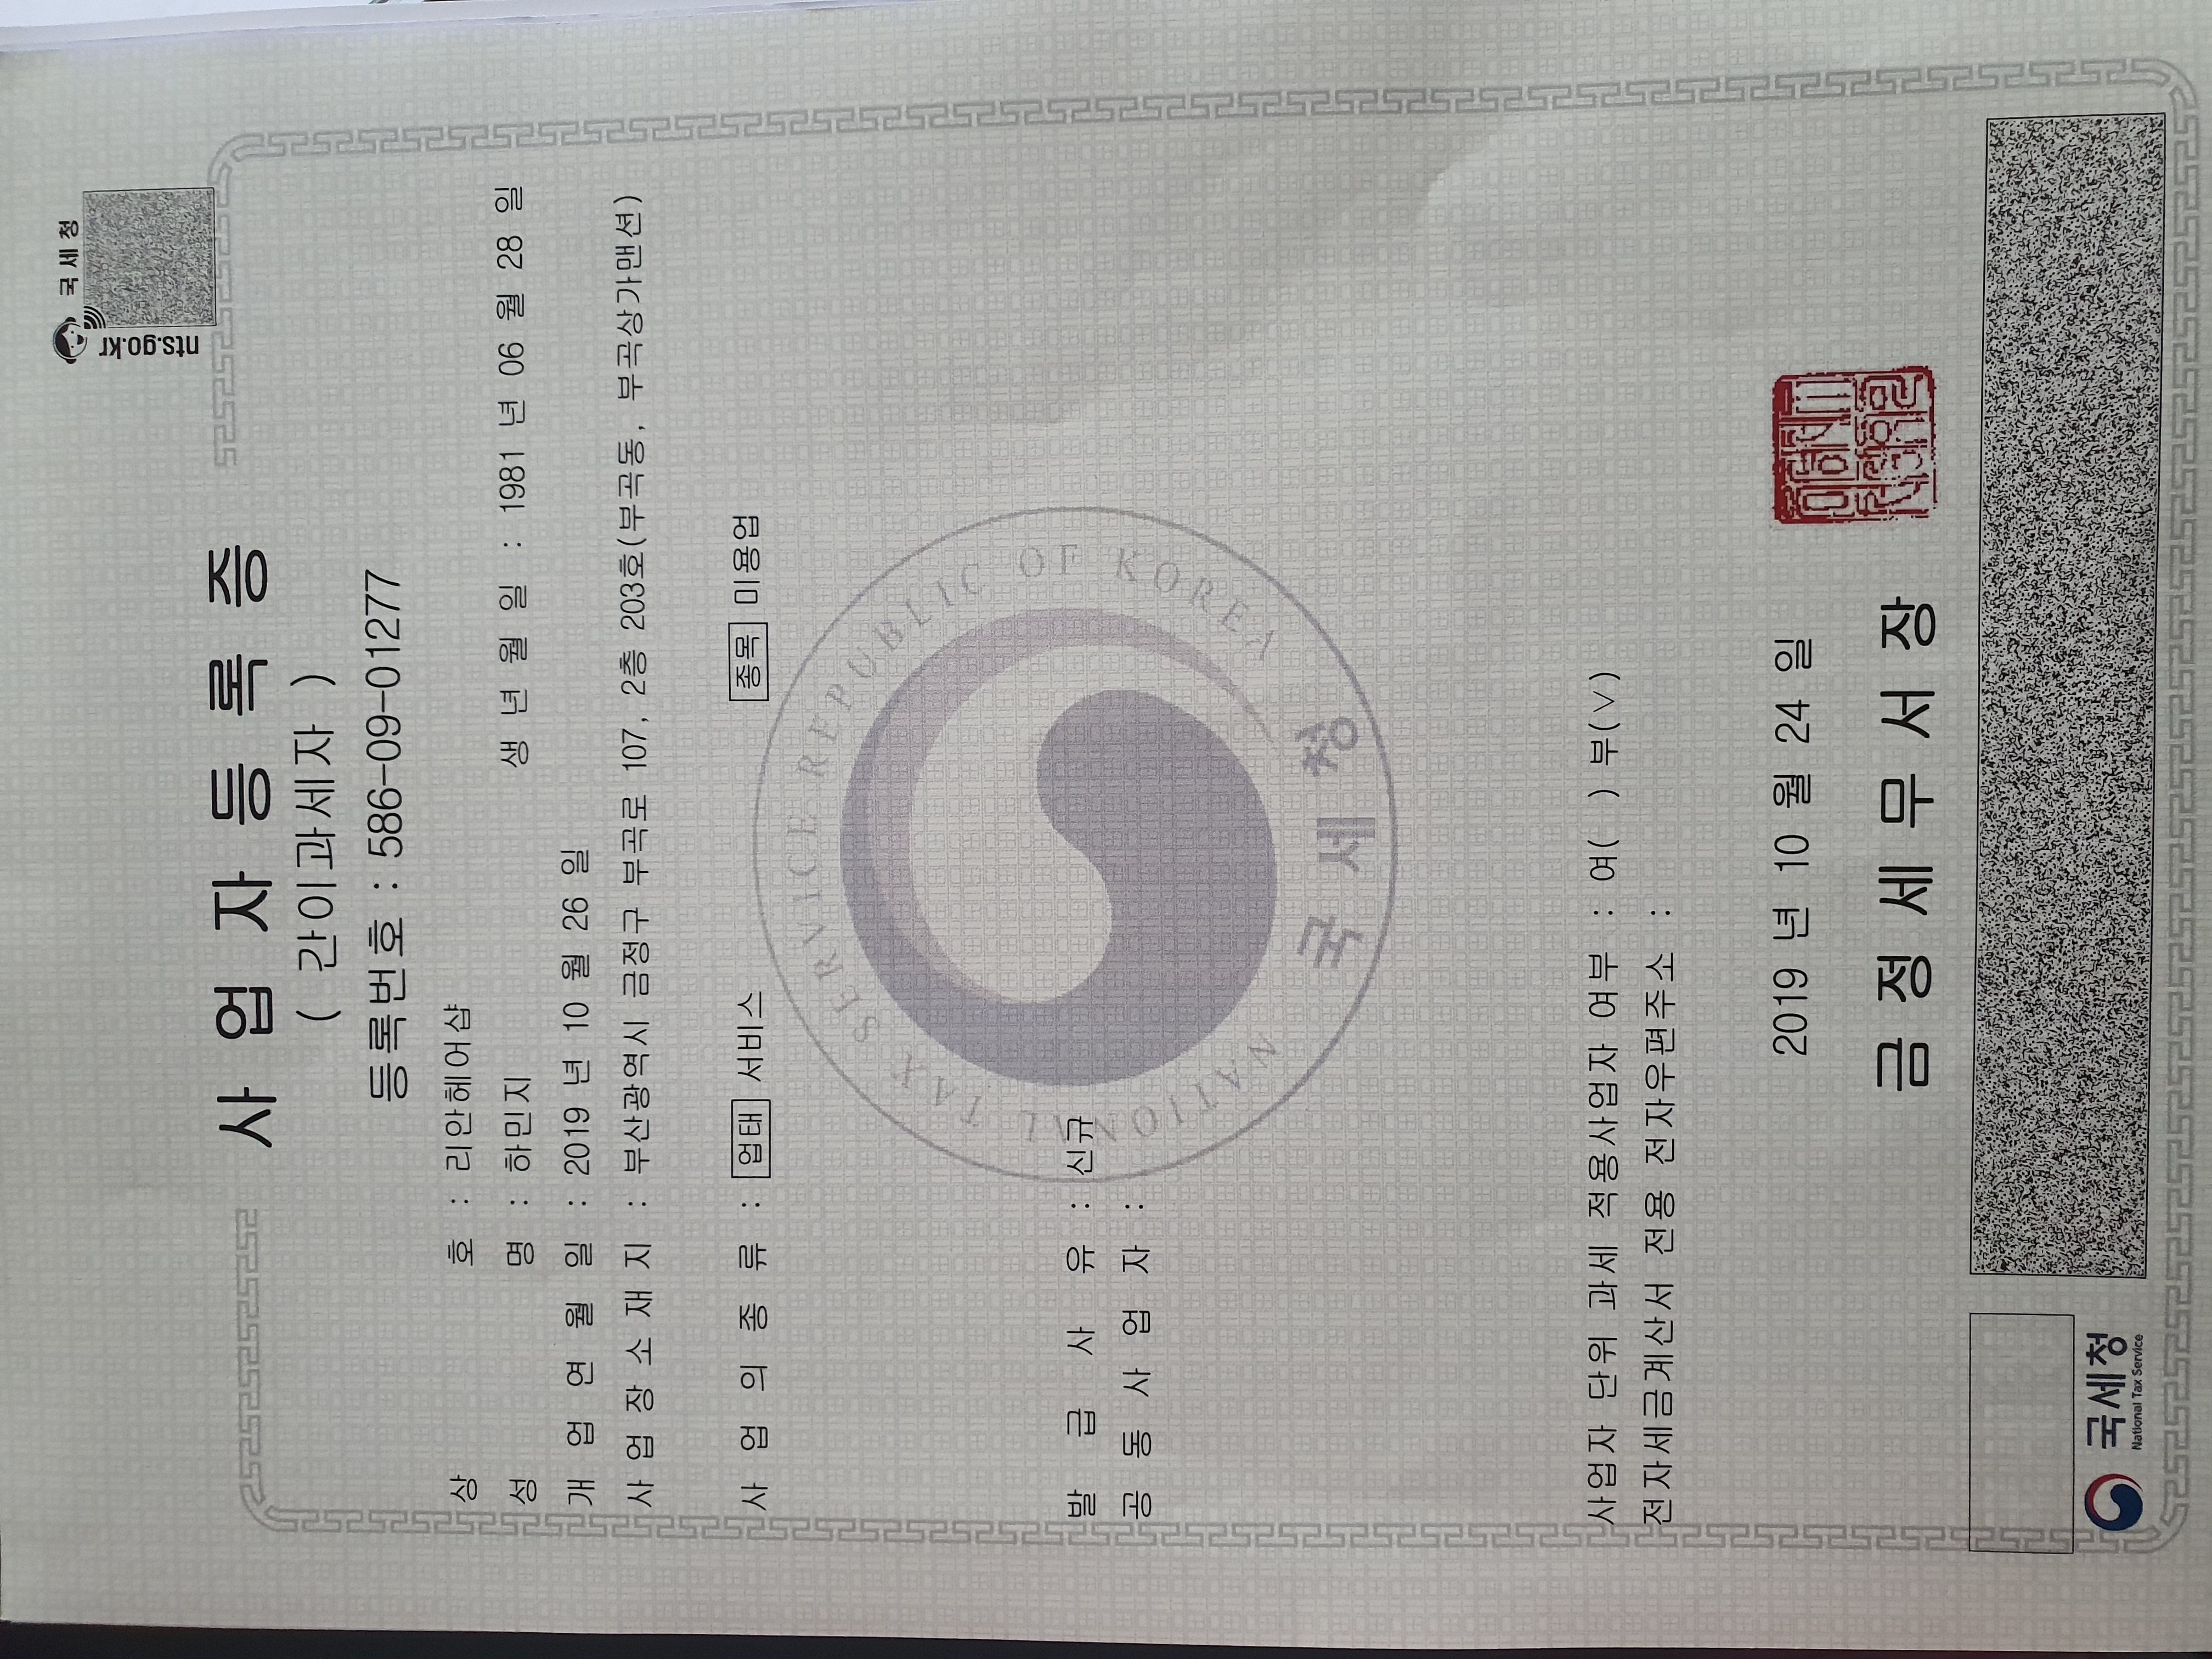 국세청
nts.go.kr
사업자등록증
( 간이과세자 )
등록번호 : 586-09-01277
상 호 : 리안헤어샵
성 명 : 하민지 생 년 월 일 : 1981 년 06 월 28 일
개 업 연 월 일 : 2019 년 10 월 26 일
사 업 장 소 재 지 : 부산광역시 금정구 부곡로 107, 2층 203호(부곡동, 부곡상가맨션)
사 업 의 종 류 : 업태 서비스 종목 미용업
NATIONAL TAX SERVICE REPUBLIC OF KOREA
국세청
발 급 사 유 : 신규
공 동 사 업 자 :
사업자 단위 과세 적용사업자 여부 : 여( ) 부(∨)
전자세금계산서 전용 전자우편주소 :
2019 년 10 월 24 일
금 정 세 무 서 장
국세청
National Tax Service